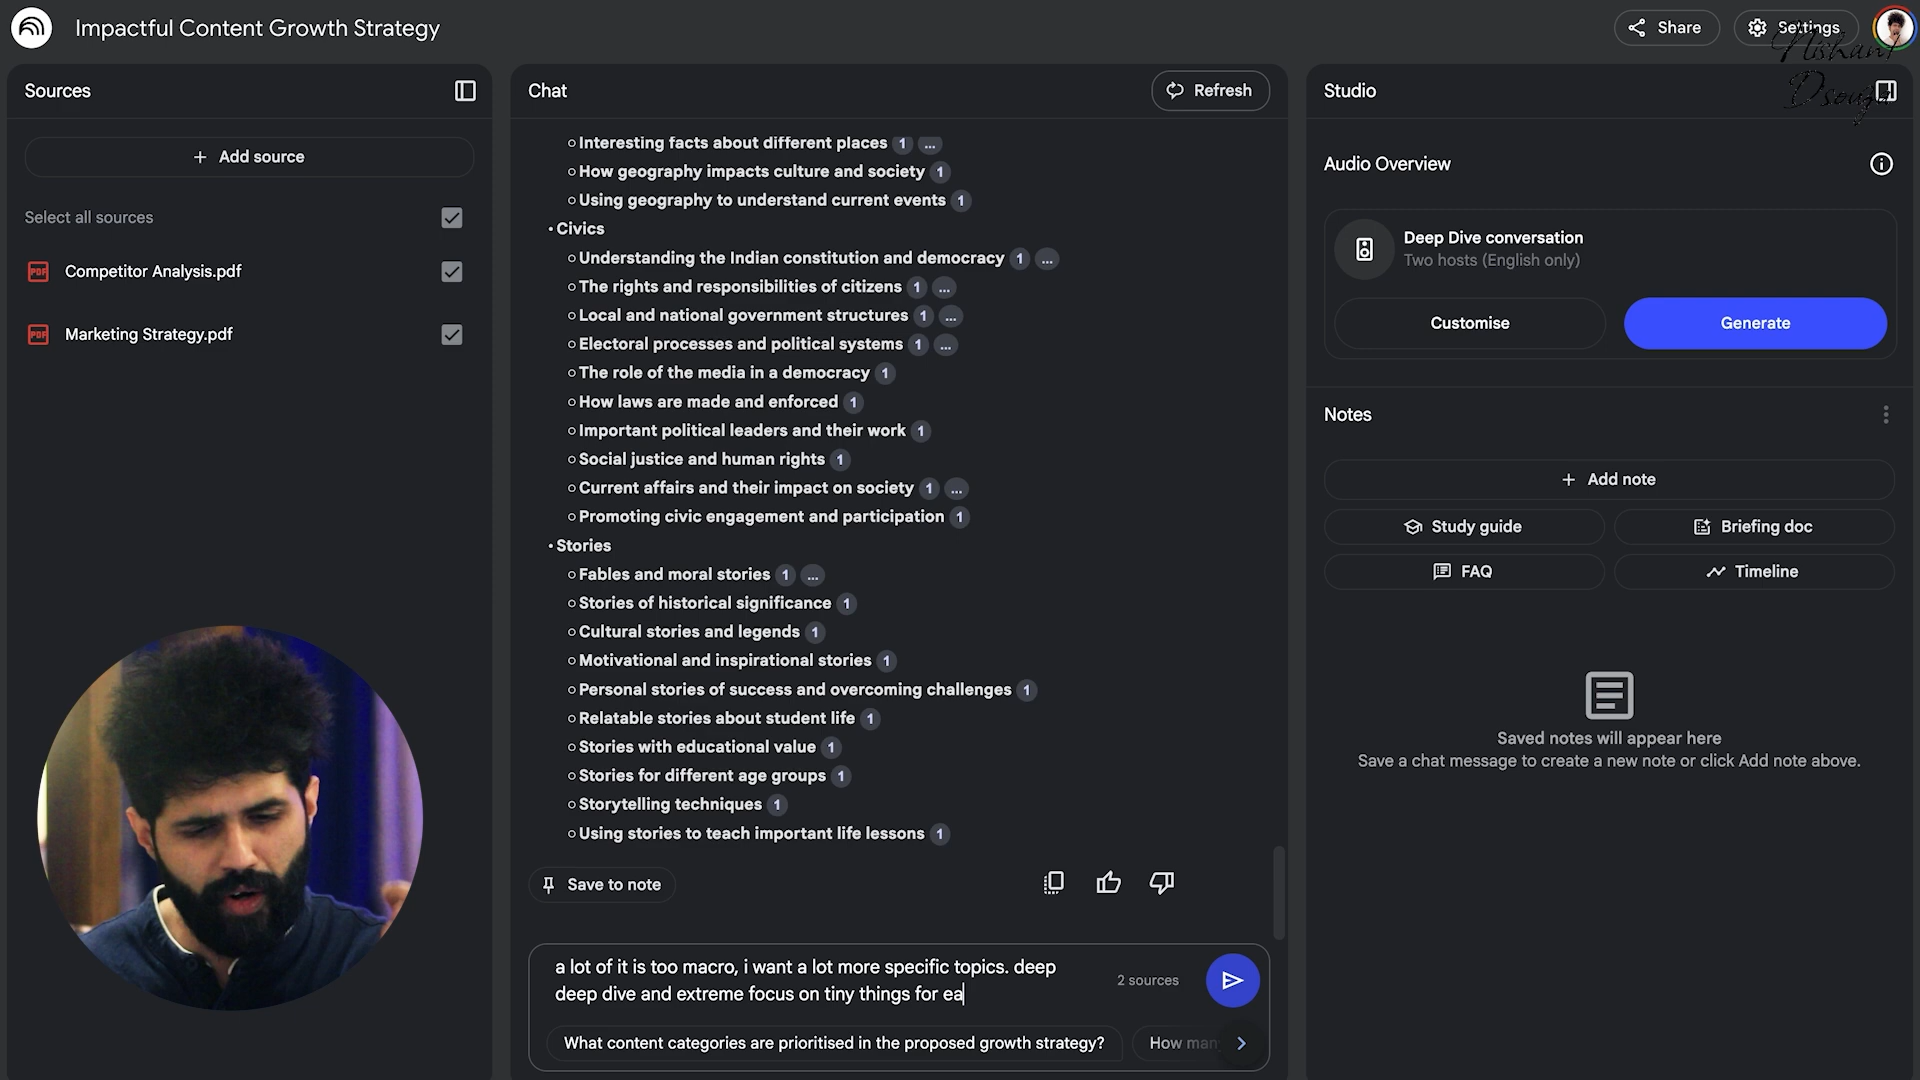 Impactful Content Growth Strategy
Share
Settings
Nishant
Dsouza
Sources
Add source
Select all sources
PDF Competitor Analysis.pdf
PDF Marketing Strategy.pdf
Chat
Refresh
Interesting facts about different places 1 ...
How geography impacts culture and society 1
Using geography to understand current events 1
Civics
Understanding the Indian constitution and democracy 1 ...
The rights and responsibilities of citizens 1 ...
Local and national government structures 1 ...
Electoral processes and political systems 1 ...
The role of the media in a democracy 1
How laws are made and enforced 1
Important political leaders and their work 1
Social justice and human rights 1
Current affairs and their impact on society 1 ...
Promoting civic engagement and participation 1
Stories
Fables and moral stories 1 ...
Stories of historical significance 1
Cultural stories and legends 1
Motivational and inspirational stories 1
Personal stories of success and overcoming challenges 1
Relatable stories about student life 1
Stories with educational value 1
Stories for different age groups 1
Storytelling techniques 1
Using stories to teach important life lessons 1
Save to note
a lot of it is too macro, i want a lot more specific topics. deep
deep dive and extreme focus on tiny things for ea
2 sources
What content categories are prioritised in the proposed growth strategy?
How man
Studio
Audio Overview
Deep Dive conversation
Two hosts (English only)
Customise
Generate
Notes
Add note
Study guide
Briefing doc
FAQ
Timeline
Saved notes will appear here
Save a chat message to create a new note or click Add note above.